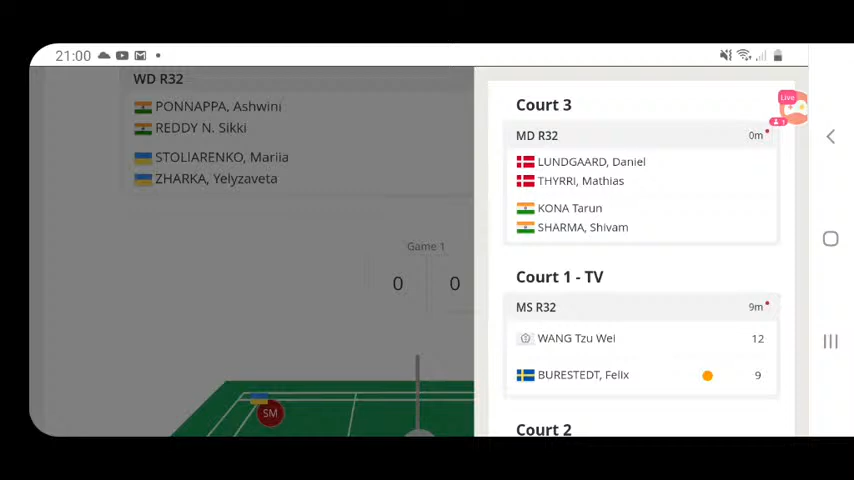 21:00
WD R32
PONNAPPA, Ashwini
REDDY N. Sikki
STOLIARENKO, Mariia
ZHARKA, Yelyzaveta
Game 1
0 0
SM
Court 3
MD R32 0m
LUNDGAARD, Daniel
THYRRI, Mathias
KONA Tarun
SHARMA, Shivam
Court 1 - TV
MS R32 9m
WANG Tzu Wei 12
BURESTEDT, Felix 9
Court 2
Live
1